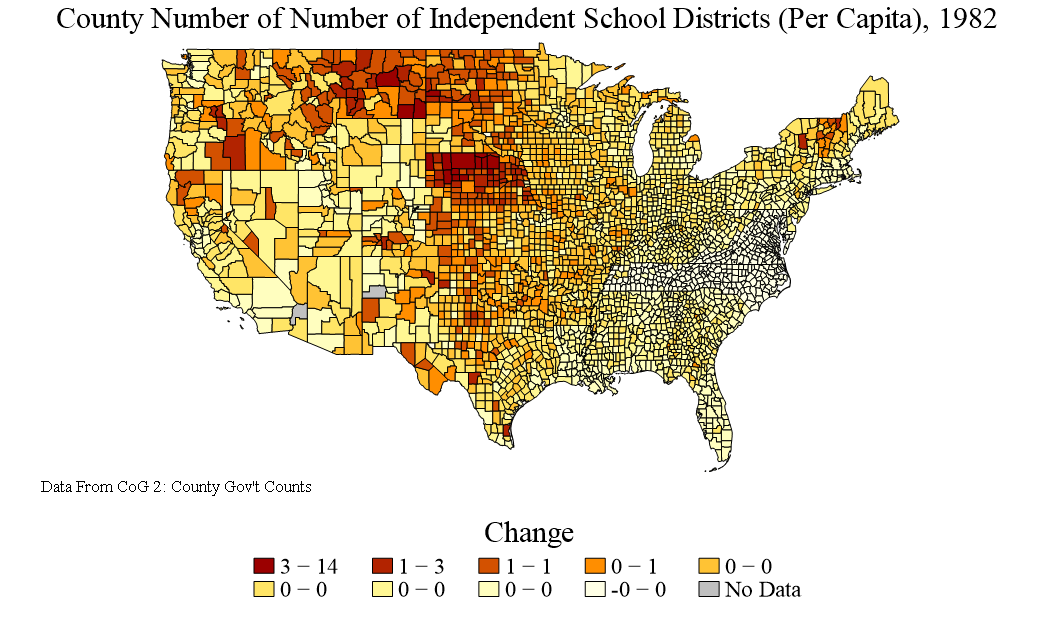 County Number of Number of Independent School Districts (Per Capita), 1982
Data From CoG 2: County Gov't Counts
Change
3 − 14 1 − 3 1 − 1 0 − 1 0 − 0
0 − 0 0 − 0 0 − 0 -0 − 0 No Data